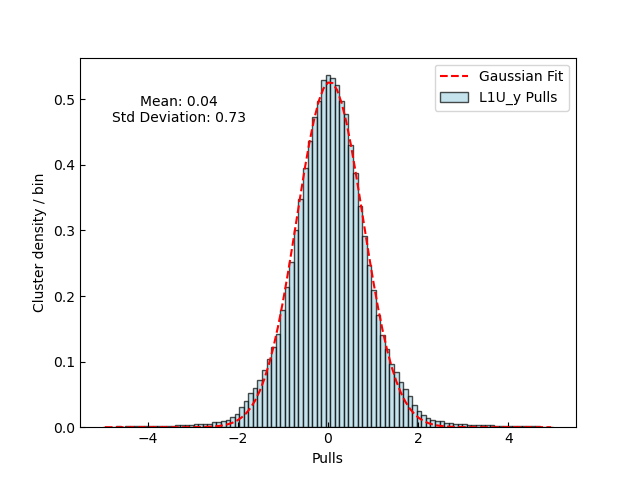 Mean: 0.04
Std Deviation: 0.73
Gaussian Fit
L1U_y Pulls
Cluster density / bin
0.5
0.4
0.3
0.2
0.1
0.0
−4
−2
0
2
4
Pulls